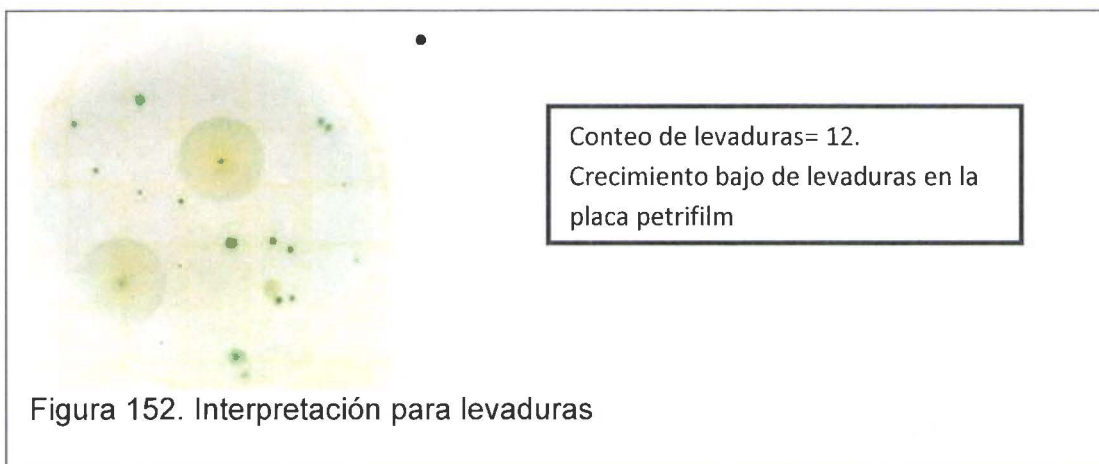 Conteo de levaduras= 12.
Crecimiento bajo de levaduras en la
placa petrifilm
Figura 152. Interpretación para levaduras